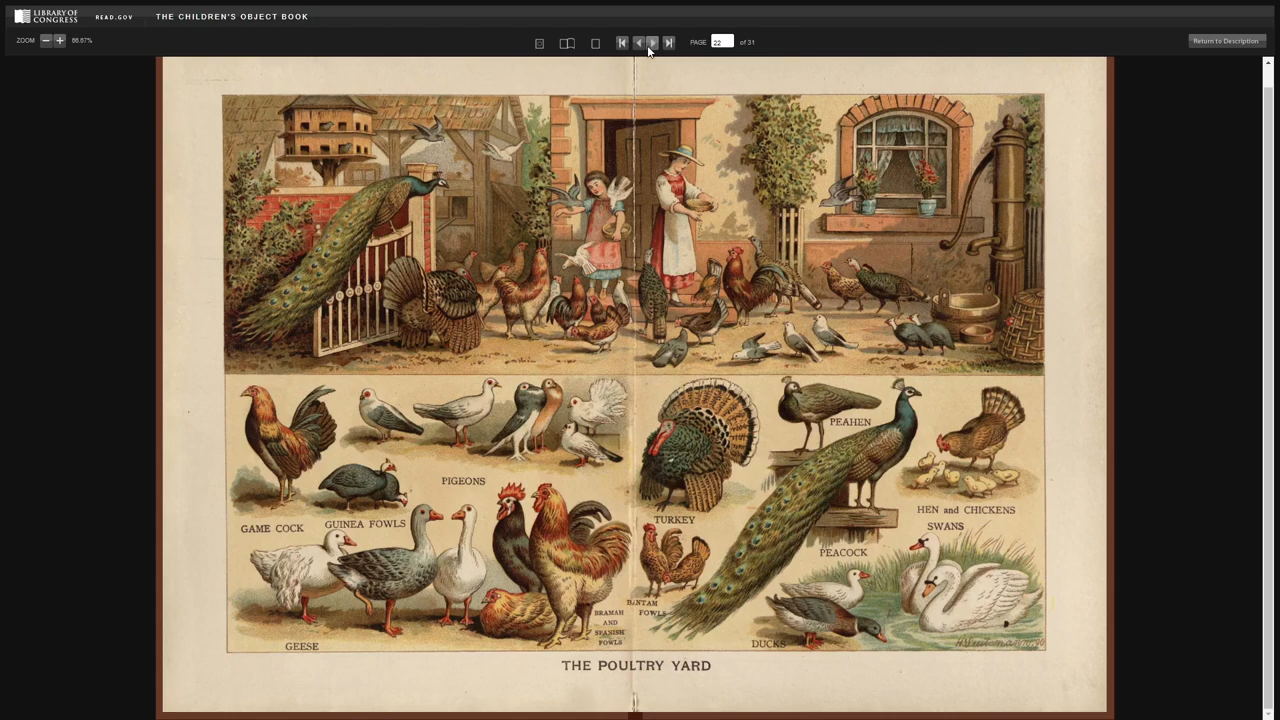 LIBRARY OF CONGRESS
READ.GOV
THE CHILDREN'S OBJECT BOOK
ZOOM
66.67%
PAGE 22 of 31
Return to Description
PEAHEN
PIGEONS
HEN and CHICKENS
TURKEY
GAME COCK
GUINEA FOWLS
SWANS
PEACOCK
BANTAM
FOWLS
BRAMAH
AND
SPANISH
FOWLS
GEESE
DUCKS
THE POULTRY YARD